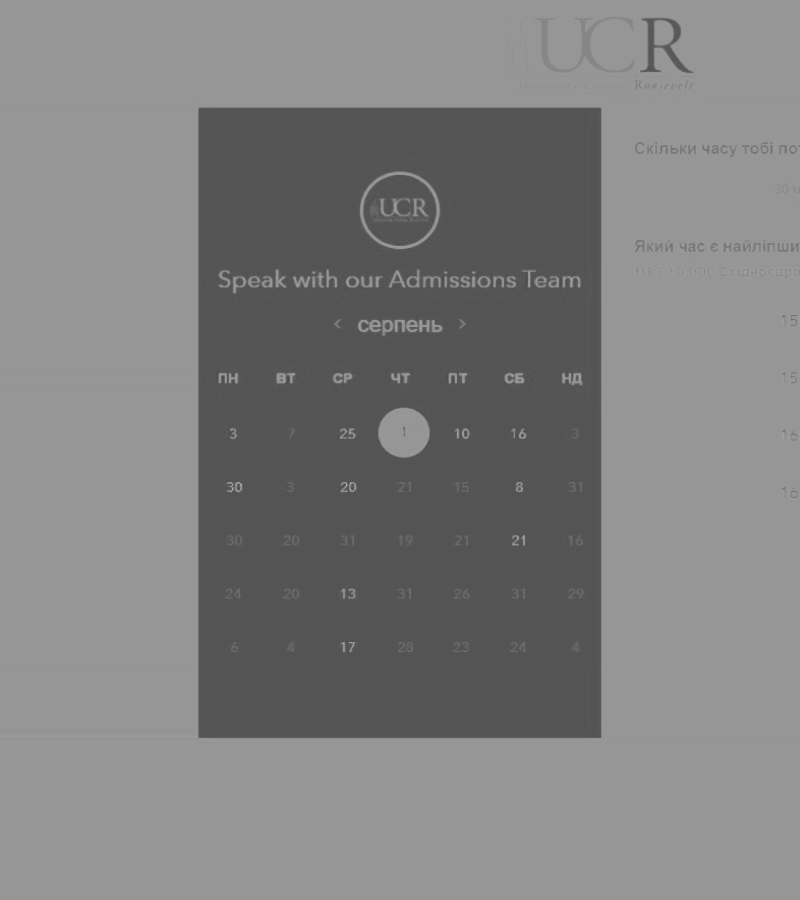 UCR
University College Roosevelt
Скільки часу тобі пот
30 х
UCR
Speak with our Admissions Team
Який час є найліпши
‹ серпень ›
15
ПН ВТ СР ЧТ ПТ СБ НД
15
3 7 25 1 10 16 3
16
30 3 20 21 15 8 31
16
30 20 31 19 21 21 16
24 20 13 31 26 31 29
6 4 17 28 23 24 4